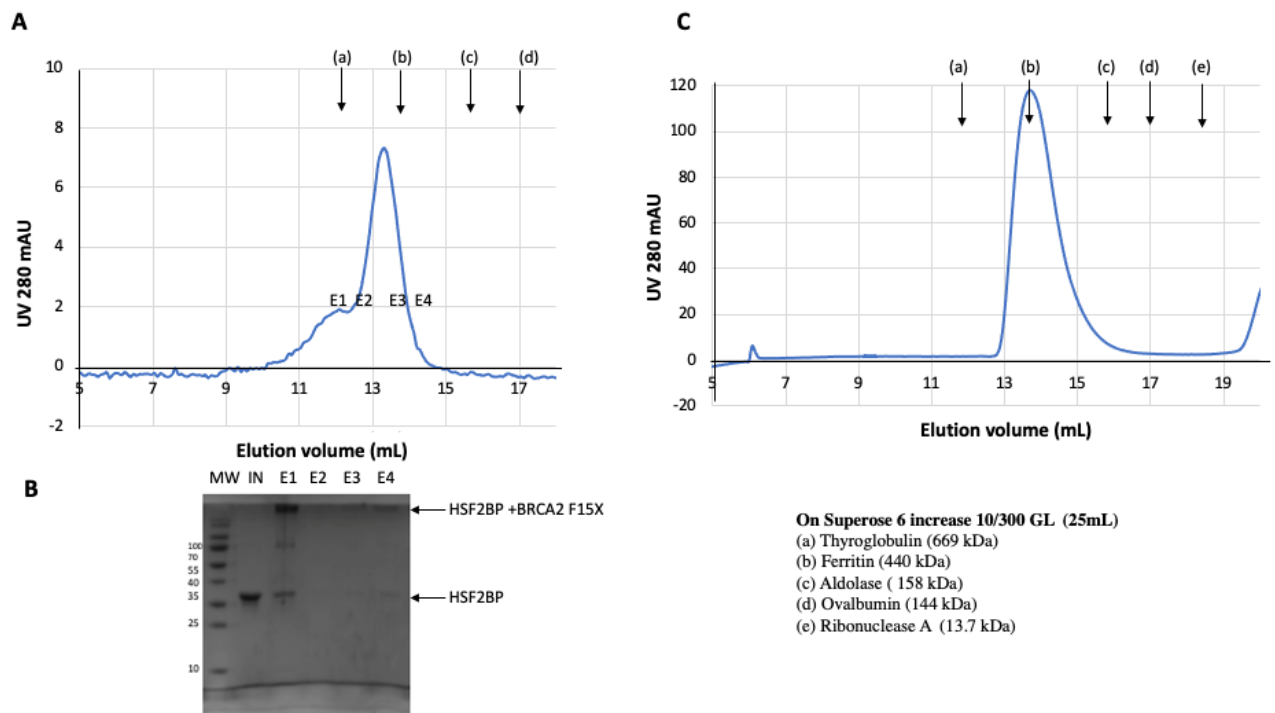 A
(a) (b) (c) (d)
10
8
6
4
2
0
-2
UV 280 mAU
E1 E2 E3 E4
5 7 9 11 13 15 17
Elution volume (mL)
B
MW IN E1 E2 E3 E4
100
70
55
40
35
25
10
HSF2BP +BRCA2 F15X
HSF2BP
C
(a) (b) (c) (d) (e)
120
100
80
60
40
20
0
-20
UV 280 mAU
5 7 9 11 13 15 17 19
Elution volume (mL)
On Superose 6 increase 10/300 GL (25mL)
(a) Thyroglobulin (669 kDa)
(b) Ferritin (440 kDa)
(c) Aldolase ( 158 kDa)
(d) Ovalbumin (144 kDa)
(e) Ribonuclease A (13.7 kDa)